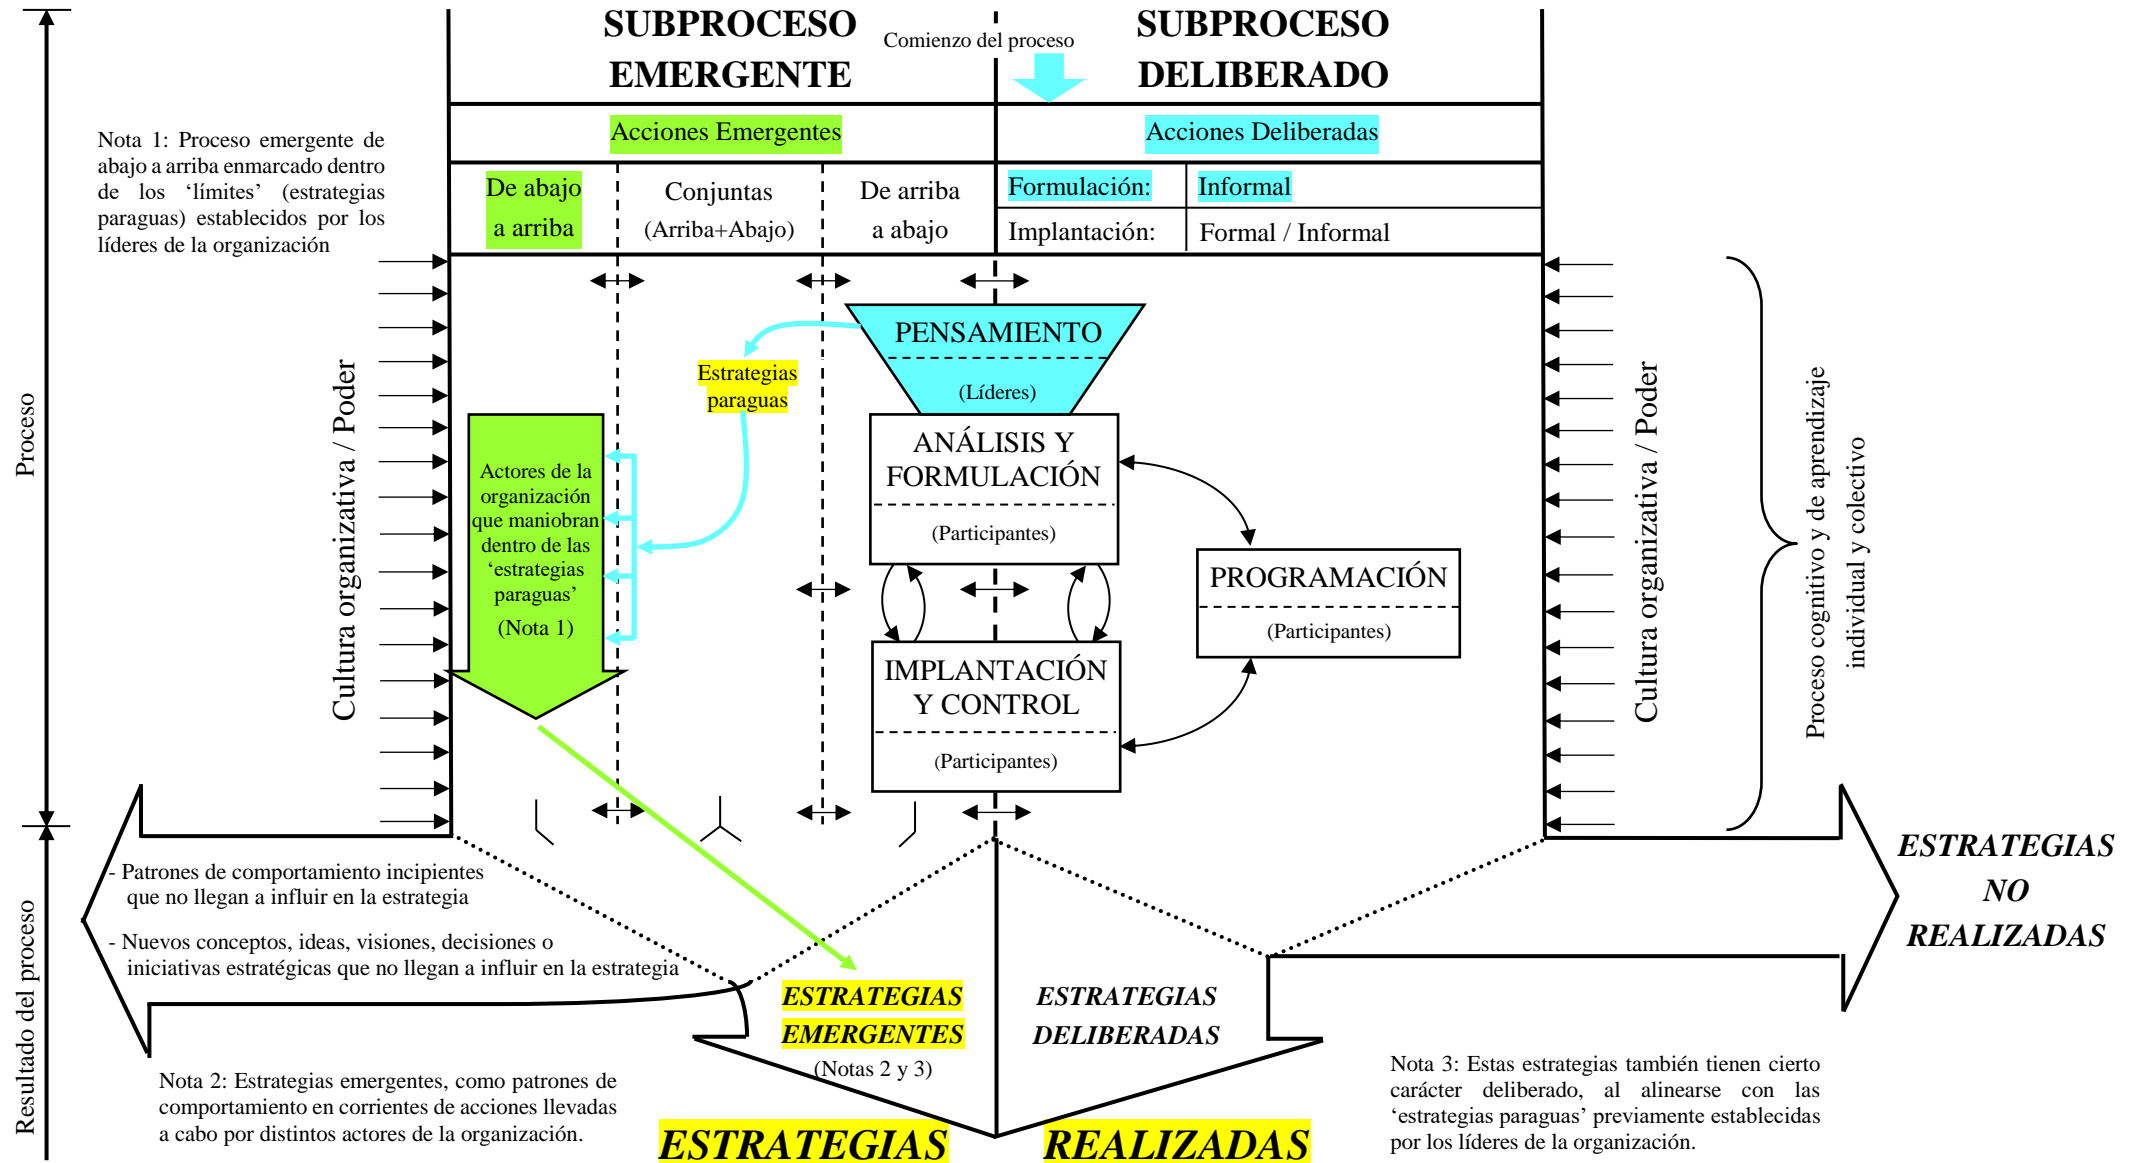 SUBPROCESO
EMERGENTE
Comienzo del proceso
SUBPROCESO
DELIBERADO
Acciones Emergentes
Acciones Deliberadas
De abajo
a arriba
Conjuntas
(Arriba+Abajo)
De arriba
a abajo
Formulación:
Informal
Implantación:
Formal / Informal
Nota 1: Proceso emergente de
abajo a arriba enmarcado dentro
de los ‘límites’ (estrategias
paraguas) establecidos por los
líderes de la organización
Proceso
Cultura organizativa / Poder
PENSAMIENTO
(Líderes)
Estrategias
paraguas
Actores de la
organización
que maniobran
dentro de las
‘estrategias
paraguas’
(Nota 1)
ANÁLISIS Y
FORMULACIÓN
(Participantes)
PROGRAMACIÓN
(Participantes)
IMPLANTACIÓN
Y CONTROL
(Participantes)
Cultura organizativa / Poder
Proceso cognitivo y de aprendizaje
individual y colectivo
Resultado del proceso
- Patrones de comportamiento incipientes
que no llegan a influir en la estrategia
- Nuevos conceptos, ideas, visiones, decisiones o
iniciativas estratégicas que no llegan a influir en la estrategia
ESTRATEGIAS
NO
REALIZADAS
ESTRATEGIAS
EMERGENTES
(Notas 2 y 3)
ESTRATEGIAS
DELIBERADAS
Nota 2: Estrategias emergentes, como patrones de
comportamiento en corrientes de acciones llevadas
a cabo por distintos actores de la organización.
Nota 3: Estas estrategias también tienen cierto
carácter deliberado, al alinearse con las
‘estrategias paraguas’ previamente establecidas
por los líderes de la organización.
ESTRATEGIAS REALIZADAS